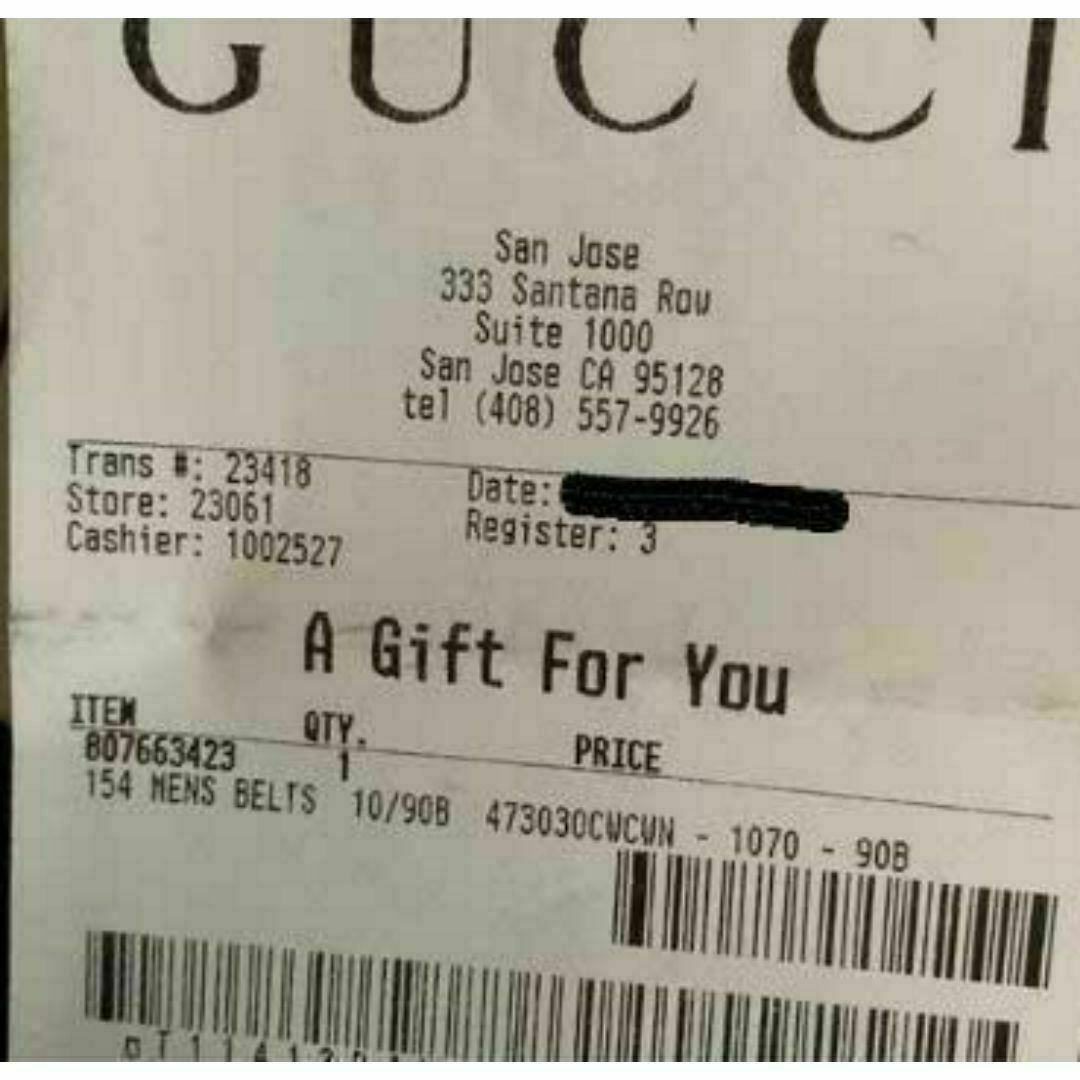 GUCCI
San Jose
333 Santana Row
Suite 1000
San Jose CA 95128
tel (408) 557-9926
Trans #: 23418 Date:
Store: 23061 Register: 3
Cashier: 1002527
A Gift For You
ITEM QTY. PRICE
807663423 1
154 MENS BELTS 10/90B 473030CWCWN - 1070 - 90B